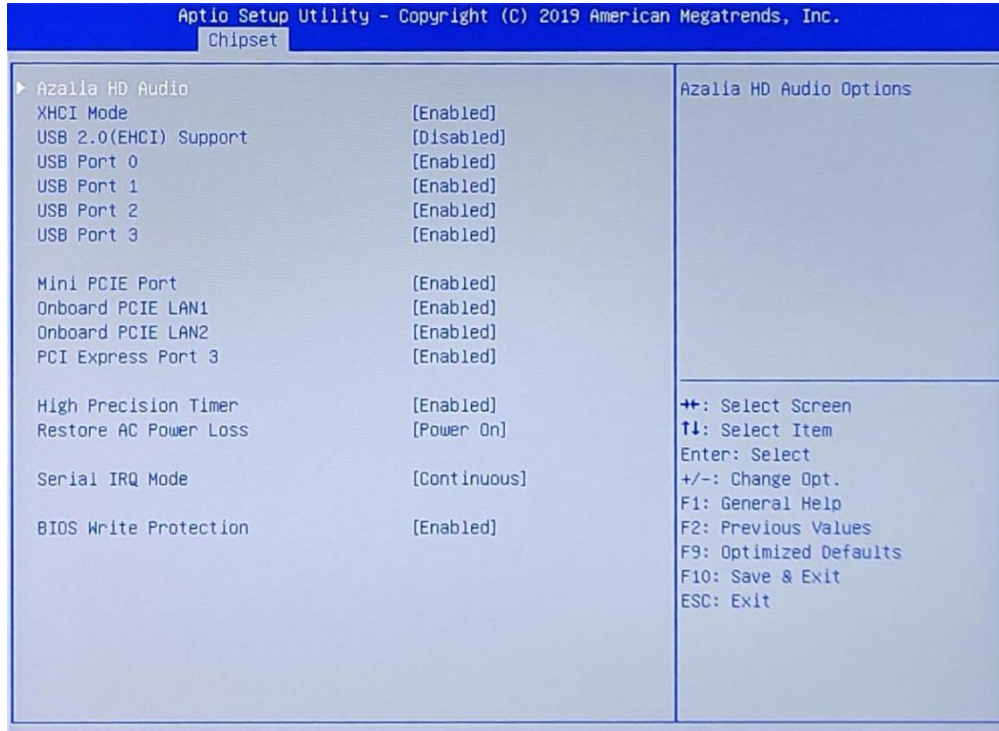 Aptio Setup Utility - Copyright (C) 2019 American Megatrends, Inc.
Chipset
Azalia HD Audio
XHCI Mode [Enabled]
USB 2.0(EHCI) Support [Disabled]
USB Port 0 [Enabled]
USB Port 1 [Enabled]
USB Port 2 [Enabled]
USB Port 3 [Enabled]
Mini PCIE Port [Enabled]
Onboard PCIE LAN1 [Enabled]
Onboard PCIE LAN2 [Enabled]
PCI Express Port 3 [Enabled]
High Precision Timer [Enabled]
Restore AC Power Loss [Power On]
Serial IRQ Mode [Continuous]
BIOS Write Protection [Enabled]
Azalia HD Audio Options
→←: Select Screen
↑↓: Select Item
Enter: Select
+/-: Change Opt.
F1: General Help
F2: Previous Values
F9: Optimized Defaults
F10: Save & Exit
ESC: Exit